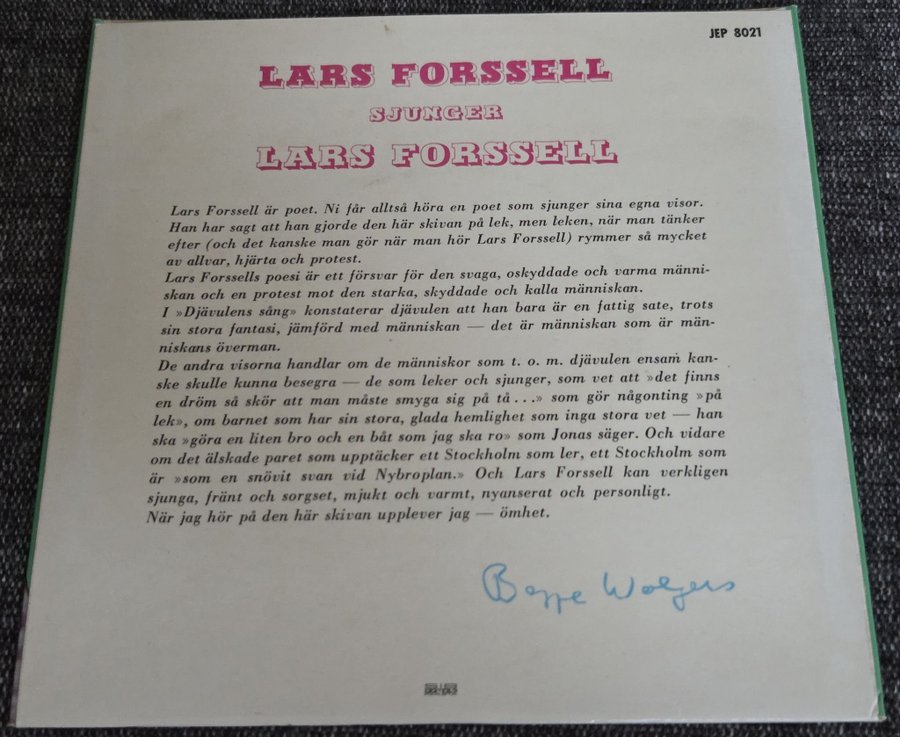 JEP 8021
LARS FORSSELL
SJUNGER
LARS FORSSELL
Lars Forssell är poet. Ni får alltså höra en poet som sjunger sina egna visor.
Han har sagt att han gjorde den här skivan på lek, men leken, när man tänker
efter (och det kanske man gör när man hör Lars Forssell) rymmer så mycket
av allvar, hjärta och protest.
Lars Forssells poesi är ett försvar för den svaga, oskyddade och varma männi-
skan och en protest mot den starka, skyddade och kalla människan.
I »Djävulens sång» konstaterar djävulen att han bara är en fattig sate, trots
sin stora fantasi, jämförd med människan — det är människan som är män-
niskans överman.
De andra visorna handlar om de människor som t. o. m. djävulen ensam kan-
ske skulle kunna besegra — de som leker och sjunger, som vet att »det finns
en dröm så skör att man måste smyga sig på tå...» som gör någonting »på
lek», om barnet som har sin stora, glada hemlighet som inga stora vet — han
ska »göra en liten bro och en båt som jag ska ro» som Jonas säger. Och vidare
om det älskade paret som upptäcker ett Stockholm som ler, ett Stockholm som
är »som en snövit svan vid Nybroplan.» Och Lars Forssell kan verkligen
sjunga, fränt och sorgset, mjukt och varmt, nyanserat och personligt.
När jag hör på den här skivan upplever jag — ömhet.
Beppe Wolgers